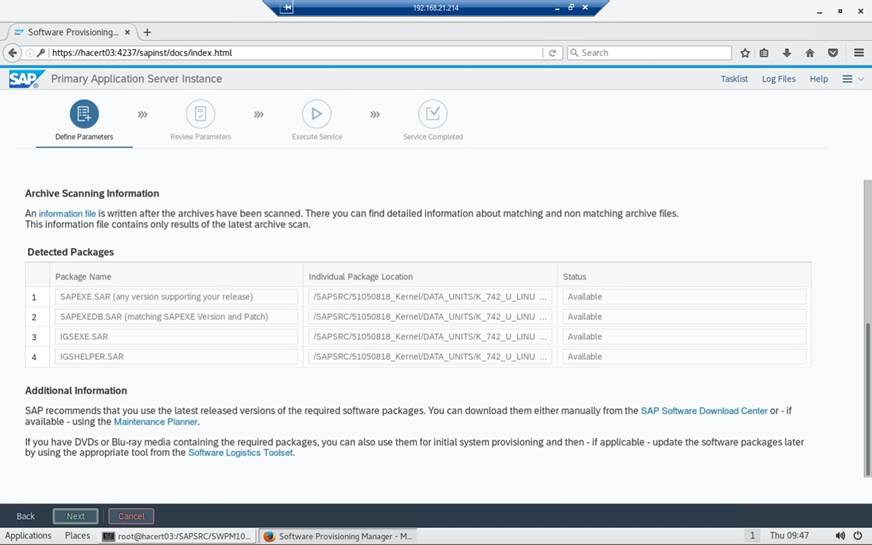 192.168.21.214
Software Provisioning...
https://hacert03:4237/sapinst/docs/index.html
Search
SAP Primary Application Server Instance
Tasklist Log Files Help
Define Parameters Review Parameters Execute Service Service Completed
Archive Scanning Information
An information file is written after the archives have been scanned. There you can find detailed information about matching and non matching archive files.
This information file contains only results of the latest archive scan.
Detected Packages
Package Name Individual Package Location Status
1 SAPEXE.SAR (any version supporting your release) /SAPSRC/51050818_Kernel/DATA_UNITS/K_742_U_LINU ... Available
2 SAPEXEDB.SAR (matching SAPEXE Version and Patch) /SAPSRC/51050818_Kernel/DATA_UNITS/K_742_U_LINU ... Available
3 IGSEXE.SAR /SAPSRC/51050818_Kernel/DATA_UNITS/K_742_U_LINU ... Available
4 IGSHELPER.SAR /SAPSRC/51050818_Kernel/DATA_UNITS/K_742_U_LINU ... Available
Additional Information
SAP recommends that you use the latest released versions of the required software packages. You can download them either manually from the SAP Software Download Center or - if
available - using the Maintenance Planner.
If you have DVDs or Blu-ray media containing the required packages, you can also use them for initial system provisioning and then - if applicable - update the software packages later
by using the appropriate tool from the Software Logistics Toolset.
Back Next Cancel
Applications Places root@hacert03:/SAPSRC/SWPM10... Software Provisioning Manager - M... 1 Thu 09:47